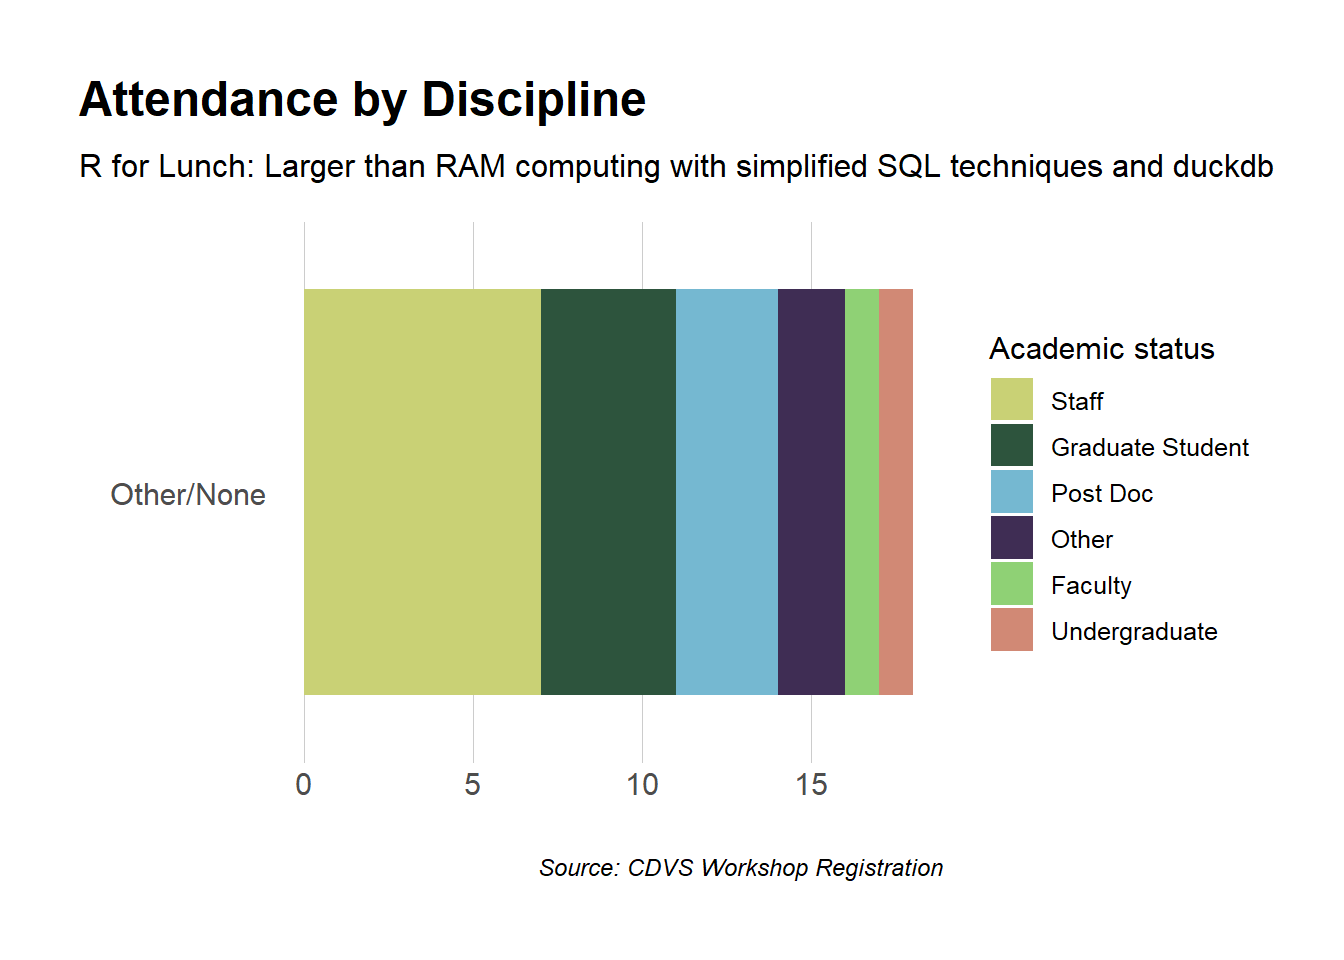 Attendance by Discipline
R for Lunch: Larger than RAM computing with simplified SQL techniques and duckdb
Academic status
Staff
Graduate Student
Post Doc
Other
Faculty
Undergraduate
Other/None
0 5 10 15
Source: CDVS Workshop Registration